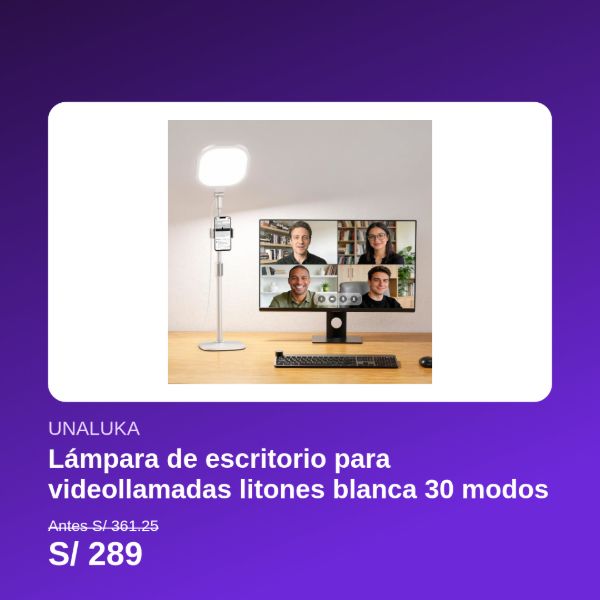 UNALUKA
Lámpara de escritorio para
videollamadas litones blanca 30 modos
Antes S/ 361.25
S/ 289